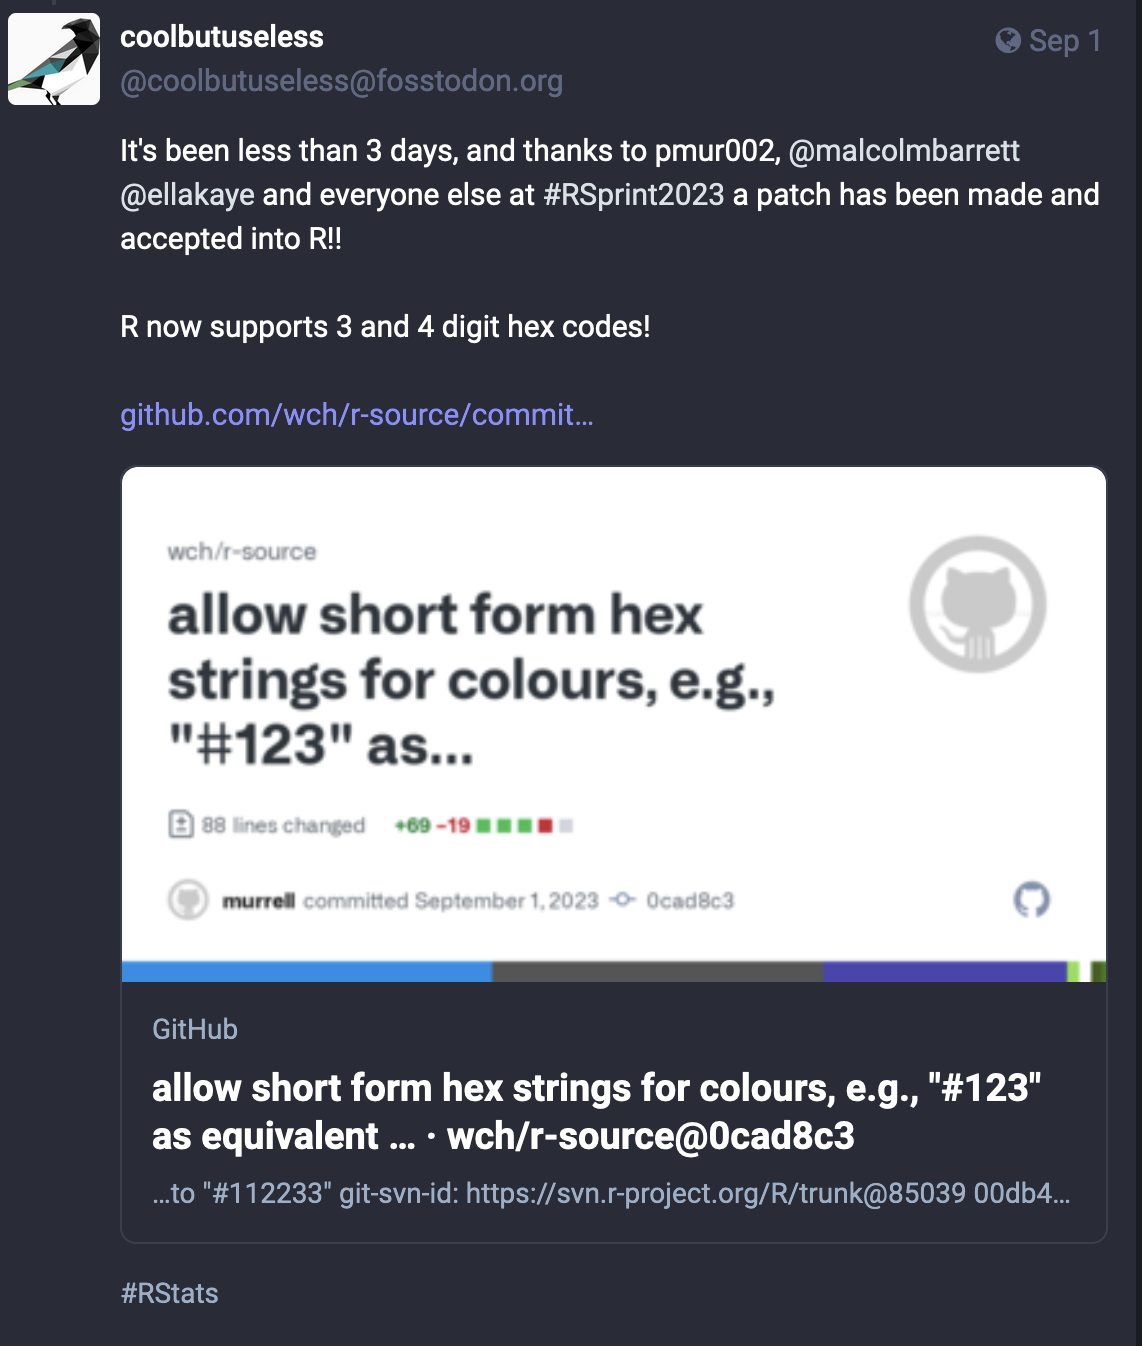 coolbutuseless
Sep 1
@coolbutuseless@fosstodon.org
It's been less than 3 days, and thanks to pmur002, @malcolmbarrett
@ellakaye and everyone else at #RSprint2023 a patch has been made and
accepted into R!!
R now supports 3 and 4 digit hex codes!
github.com/wch/r-source/commit…
wch/r-source
allow short form hex
strings for colours, e.g.,
"#123" as...
88 lines changed +69 −19
murrell committed September 1, 2023 0cad8c3
GitHub
allow short form hex strings for colours, e.g., "#123"
as equivalent … · wch/r-source@0cad8c3
…to "#112233" git-svn-id: https://svn.r-project.org/R/trunk@85039 00db4…
#RStats